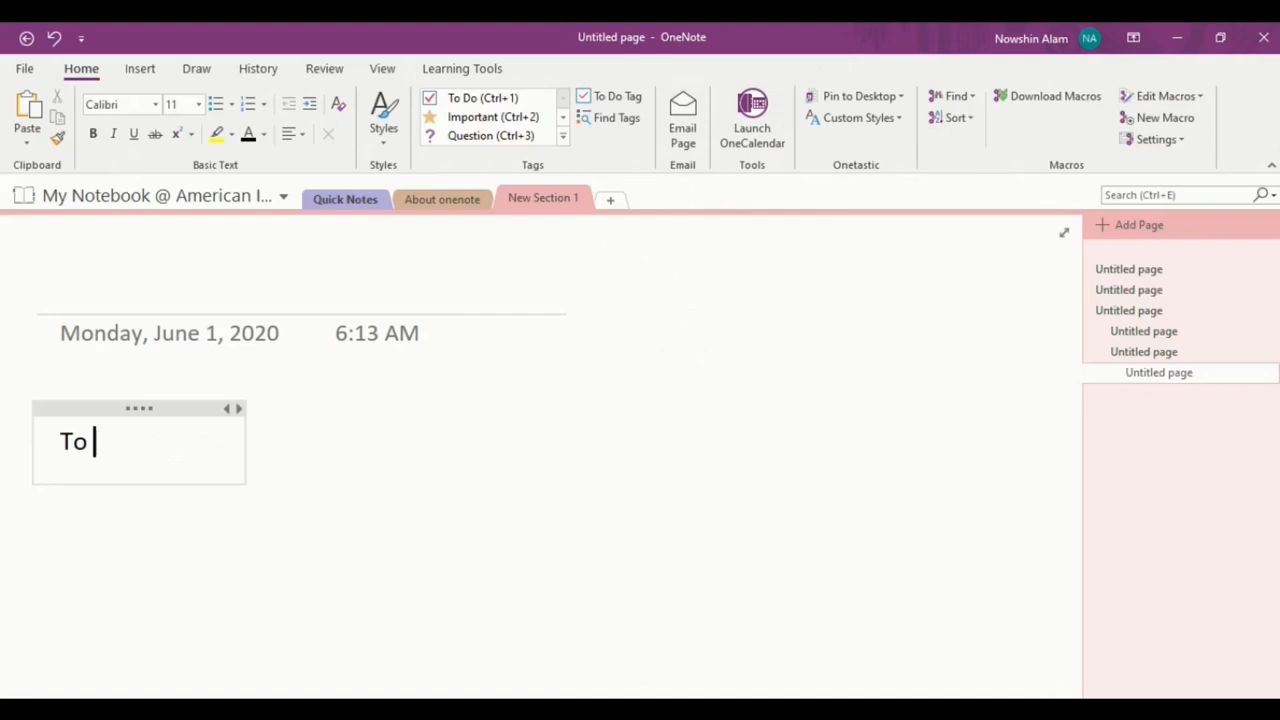 Untitled page - OneNote
Nowshin Alam NA
File Home Insert Draw History Review View Learning Tools
Paste
Clipboard
Calibri 11
B I U ab x² A
Basic Text
A
Styles
Styles
To Do (Ctrl+1)
Important (Ctrl+2)
? Question (Ctrl+3)
To Do Tag
Find Tags
Tags
Email
Page
Email
Launch
OneCalendar
Tools
Pin to Desktop
Custom Styles
Onetastic
Find
Sort
Download Macros
Edit Macros
New Macro
Settings
Macros
My Notebook @ American I... Quick Notes About onenote New Section 1 +
Search (Ctrl+E)
Add Page
Untitled page
Untitled page
Untitled page
Untitled page
Untitled page
Untitled page
Monday, June 1, 2020 6:13 AM
To